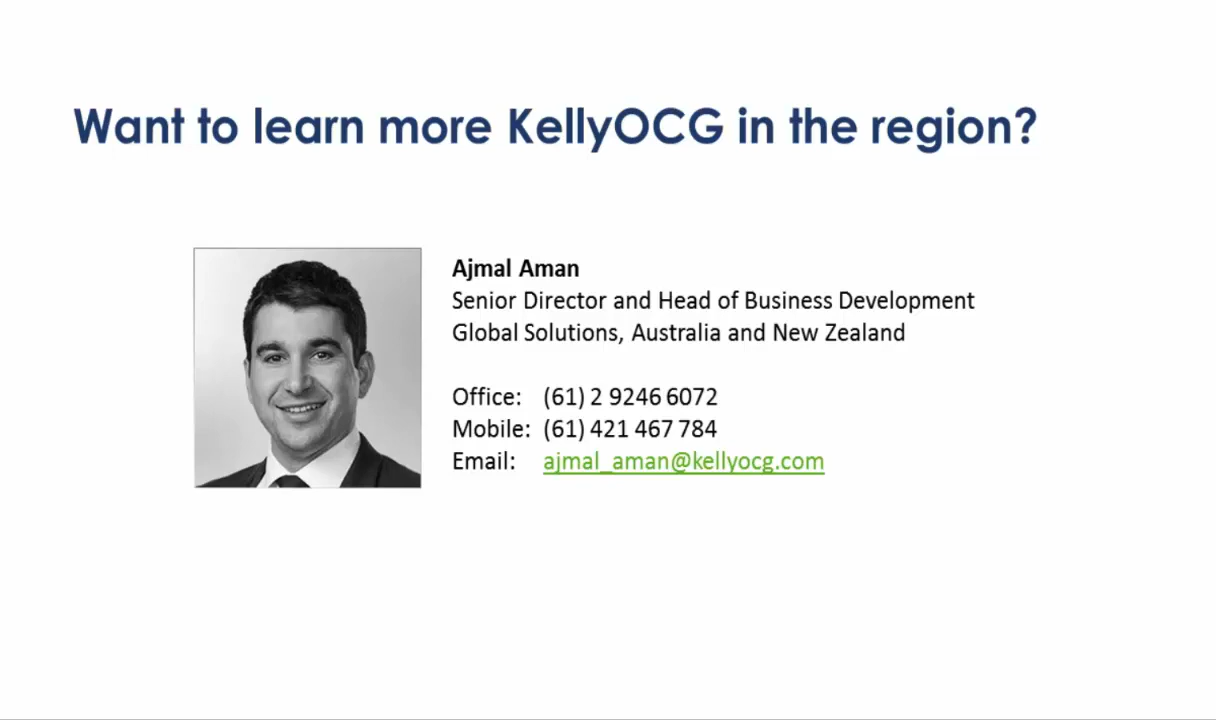 Want to learn more KellyOCG in the region?
Ajmal Aman
Senior Director and Head of Business Development
Global Solutions, Australia and New Zealand
Office: (61) 2 9246 6072
Mobile: (61) 421 467 784
Email: ajmal_aman@kellyocg.com